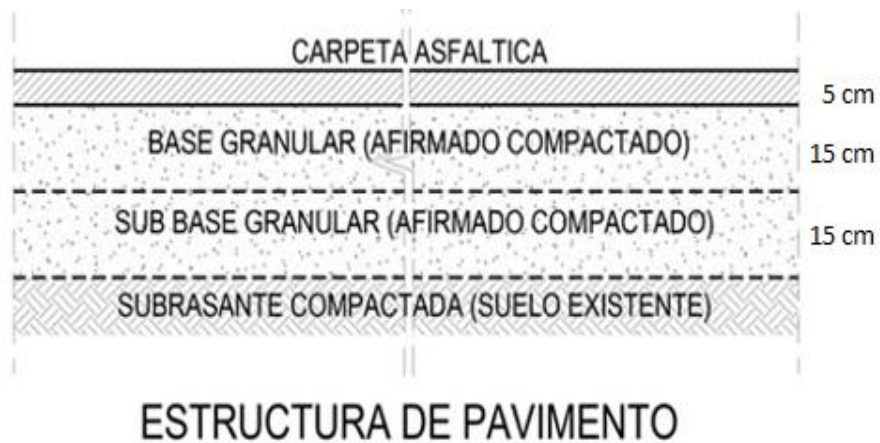 CARPETA ASFALTICA
5 cm
BASE GRANULAR (AFIRMADO COMPACTADO)
15 cm
SUB BASE GRANULAR (AFIRMADO COMPACTADO)
15 cm
SUBRASANTE COMPACTADA (SUELO EXISTENTE)
ESTRUCTURA DE PAVIMENTO